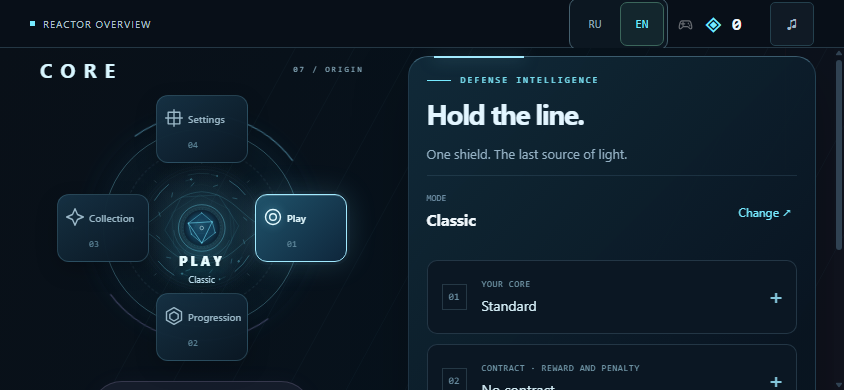 REACTOR OVERVIEW
RU
EN
0
CORE
07 / ORIGIN
Settings
04
Collection
03
Play
01
PLAY
Classic
Progression
02
DEFENSE INTELLIGENCE
Hold the line.
One shield. The last source of light.
MODE
Classic
Change ↗
01
YOUR CORE
Standard
+
02
CONTRACT · REWARD AND PENALTY
No contract
+